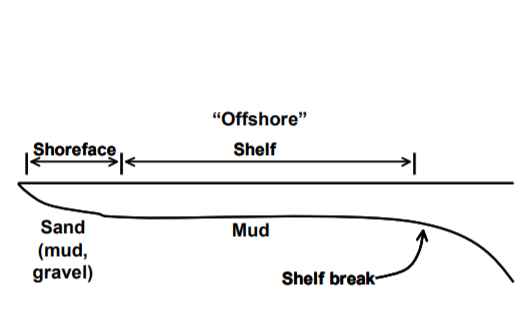 “Offshore”
Shoreface
Shelf
Sand
(mud,
gravel)
Mud
Shelf break